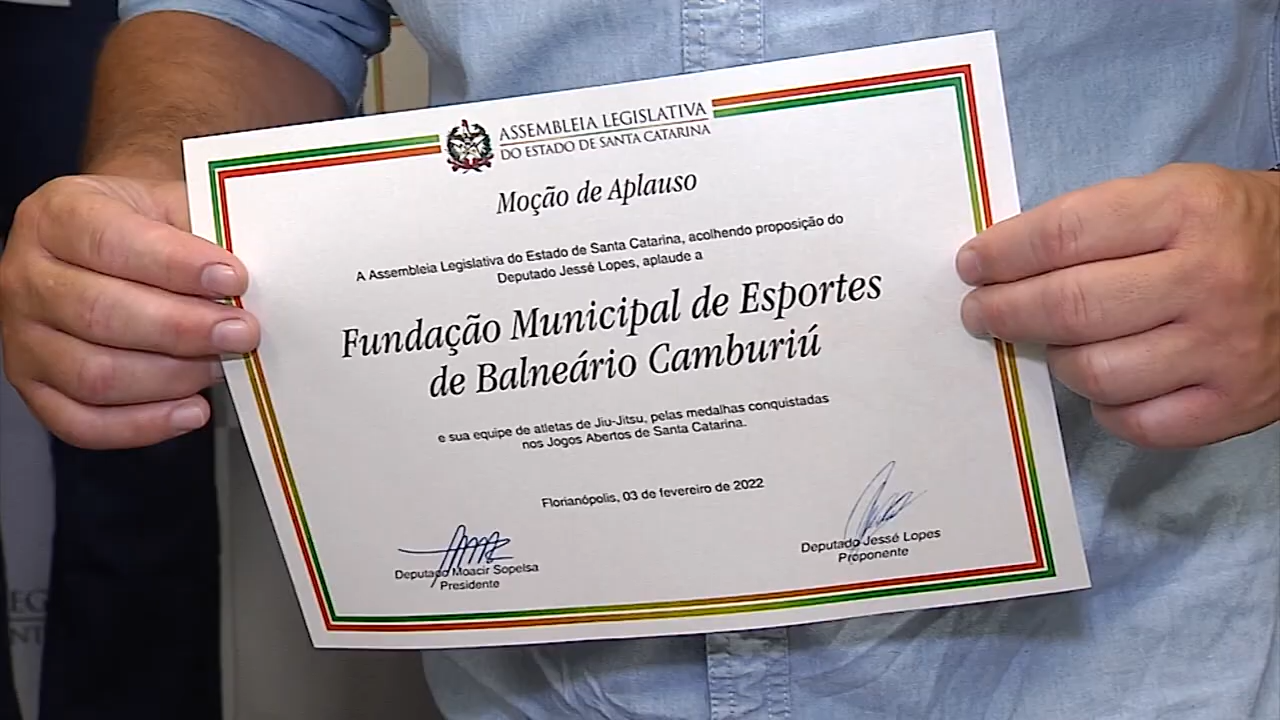 ASSEMBLEIA LEGISLATIVA
DO ESTADO DE SANTA CATARINA
Moção de Aplauso
A Assembleia Legislativa do Estado de Santa Catarina, acolhendo proposição do
Deputado Jessé Lopes, aplaude a
Fundação Municipal de Esportes
de Balneário Camburiú
e sua equipe de atletas de Jiu-Jitsu, pelas medalhas conquistadas
nos Jogos Abertos de Santa Catarina.
Florianópolis, 03 de fevereiro de 2022
Deputado Moacir Sopelsa
Presidente
Deputado Jessé Lopes
Proponente